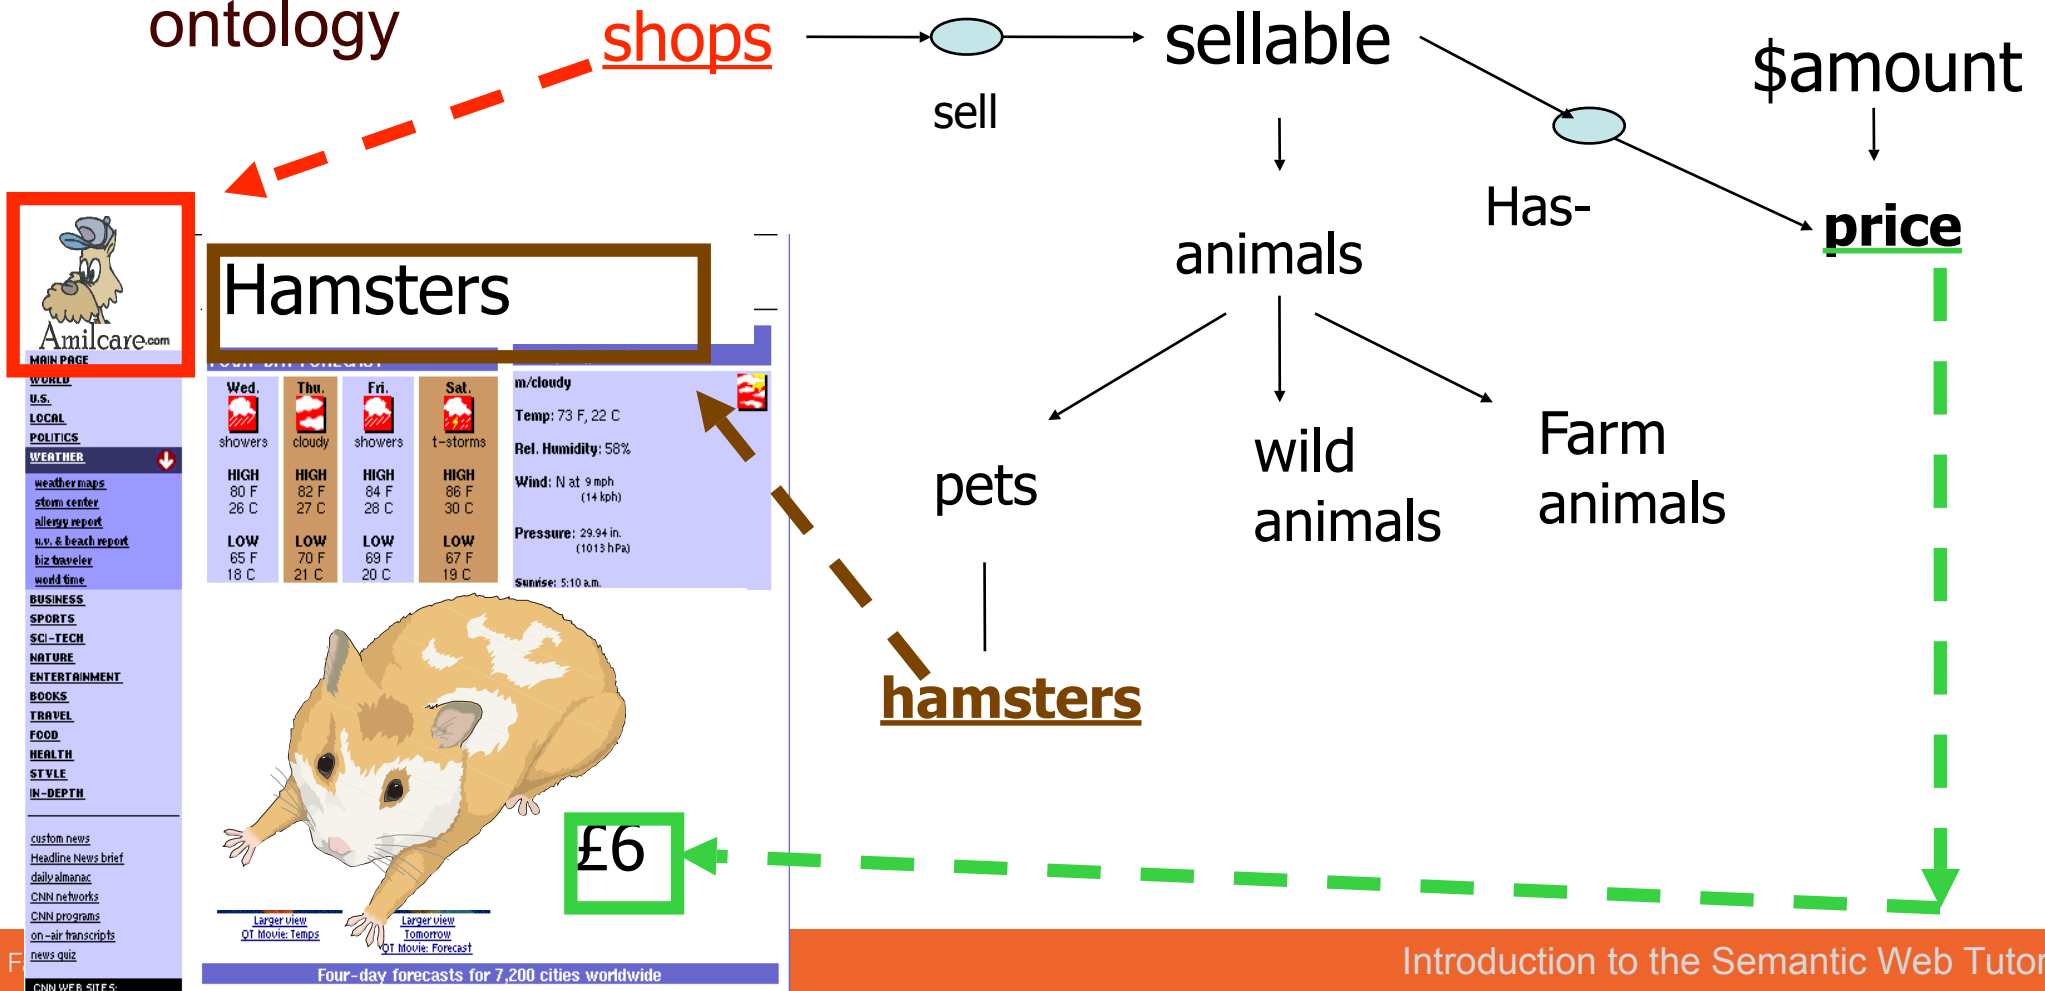 ontology
shops
sell
sellable
$amount
Has-
price
animals
pets
wild
animals
Farm
animals
hamsters
Amilcare.com
Hamsters
MAIN PAGE
WORLD
U.S.
LOCAL
POLITICS
WEATHER
weather maps
storm center
allergy report
u.v. & beach report
biz traveler
world time
BUSINESS
SPORTS
SCI-TECH
NATURE
ENTERTAINMENT
BOOKS
TRAVEL
FOOD
HEALTH
STYLE
IN-DEPTH
custom news
Headline News brief
daily almanac
CNN networks
CNN programs
on-air transcripts
news quiz
CNN WEB SITES:
Wed. Thu. Fri. Sat.
showers cloudy showers t-storms
HIGH HIGH HIGH HIGH
80 F 82 F 84 F 86 F
26 C 27 C 28 C 30 C
LOW LOW LOW LOW
65 F 70 F 69 F 67 F
18 C 21 C 20 C 19 C
m/cloudy
Temp: 73 F, 22 C
Rel. Humidity: 58%
Wind: N at 9 mph
(14 kph)
Pressure: 29.94 in.
(1013 hPa)
Sunrise: 5:10 a.m.
£6
Larger view
QT Movie: Temps
Larger view
Tomorrow
QT Movie: Forecast
Four-day forecasts for 7,200 cities worldwide
Introduction to the Semantic Web Tutor